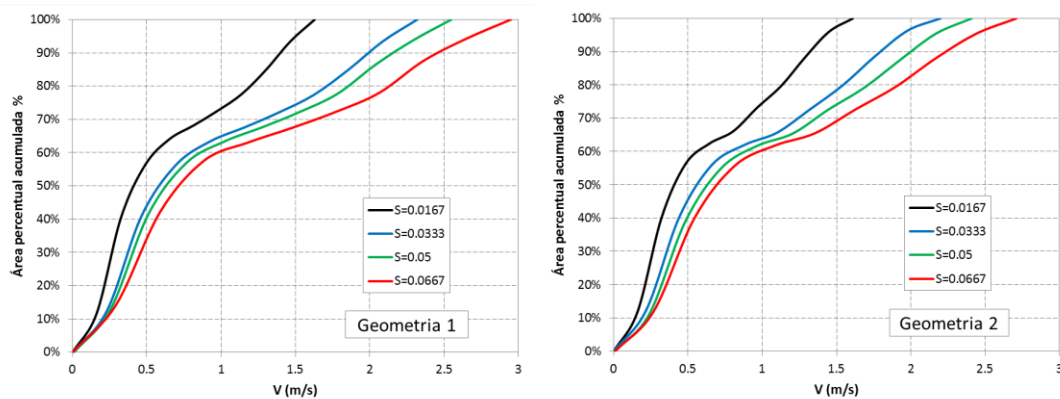 Área percentual acumulada %
100%
90%
80%
70%
60%
50%
40%
30%
20%
10%
0%
0
0.5
1
1.5
2
2.5
3
V (m/s)
S=0.0167
S=0.0333
S=0.05
S=0.0667
Geometria 1
Área percentual acumulada %
100%
90%
80%
70%
60%
50%
40%
30%
20%
10%
0%
0
0.5
1
1.5
2
2.5
3
V (m/s)
S=0.0167
S=0.0333
S=0.05
S=0.0667
Geometria 2